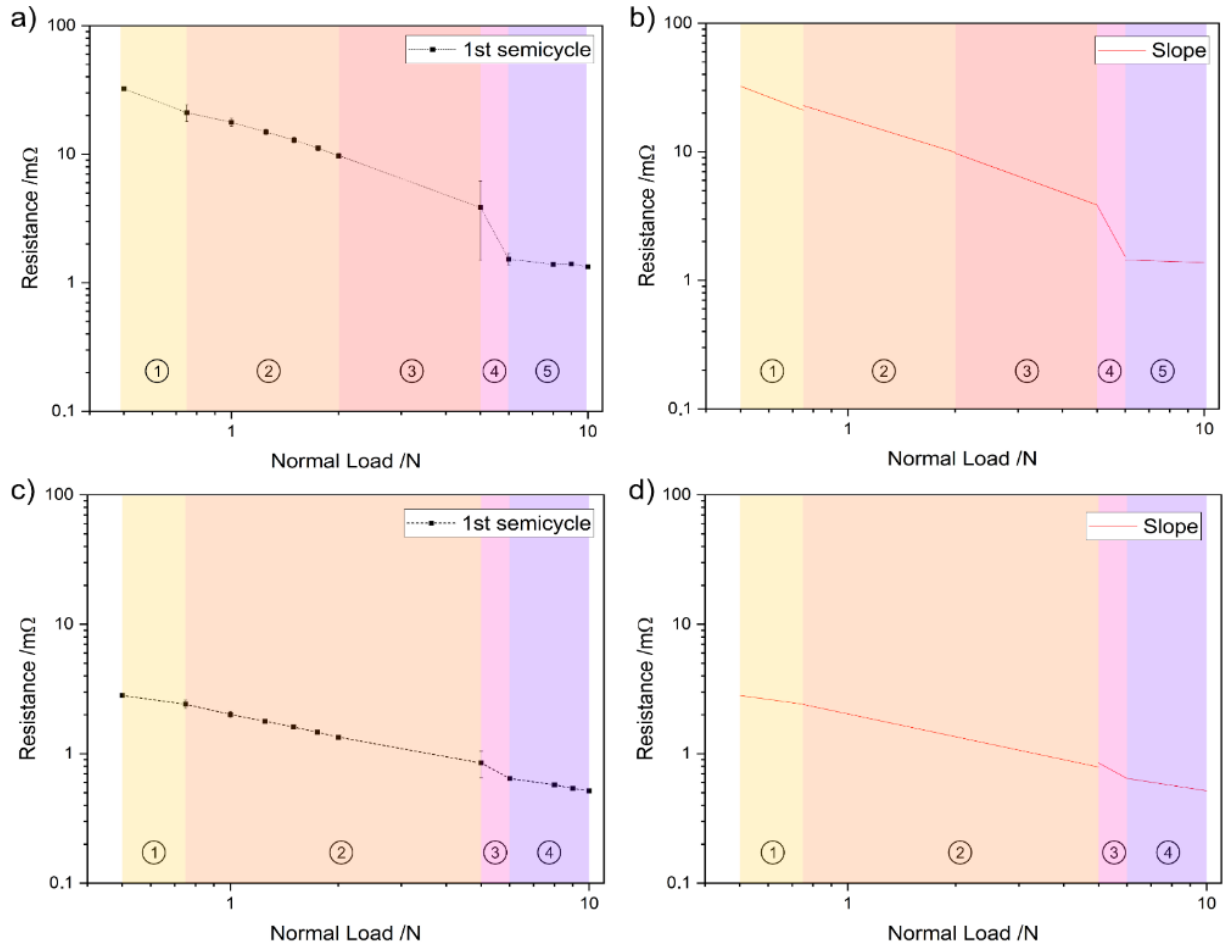 a)
100
10
1
0.1
Resistance /mΩ
1st semicycle
① ② ③ ④ ⑤
1 10
Normal Load /N
b)
100
10
1
0.1
Resistance /mΩ
Slope
① ② ③ ④ ⑤
1 10
Normal Load /N
c)
100
10
1
0.1
Resistance /mΩ
1st semicycle
① ② ③ ④
1 10
Normal Load /N
d)
100
10
1
0.1
Resistance /mΩ
Slope
① ② ③ ④
1 10
Normal Load /N